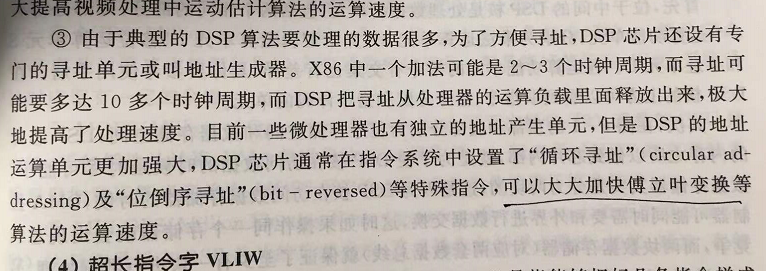 大提高视频处理中运动估计算法的运算速度。
③ 由于典型的 DSP 算法要处理的数据很多,为了方便寻址,DSP 芯片还设有专
门的寻址单元或叫地址生成器。X86 中一个加法可能是 2~3 个时钟周期,而寻址可
能要多达 10 多个时钟周期,而 DSP 把寻址从处理器的运算负载里面释放出来,极大
地提高了处理速度。目前一些微处理器也有独立的地址产生单元,但是 DSP 的地址
运算单元更加强大,DSP 芯片通常在指令系统中设置了“循环寻址”(circular ad-
dressing)及“位倒序寻址”(bit - reversed)等特殊指令,可以大大加快傅立叶变换等
算法的运算速度。
(4) 超长指令字 VLIW